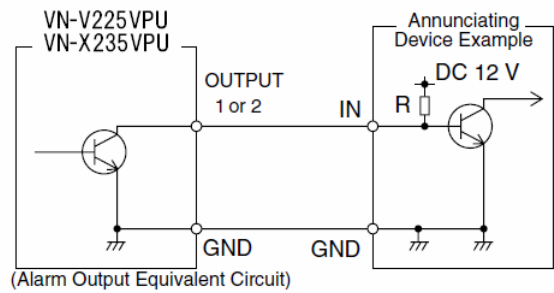 VN-V225VPU
VN-X235VPU
Annunciating
Device Example
DC 12 V
OUTPUT
1 or 2
IN
R
GND
GND
(Alarm Output Equivalent Circuit)